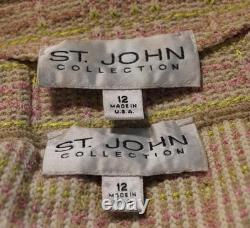 ST. JOHN
COLLECTION
12
MADE IN
U.S.A.
ST. JOHN
COLLECTION
12
MADE IN